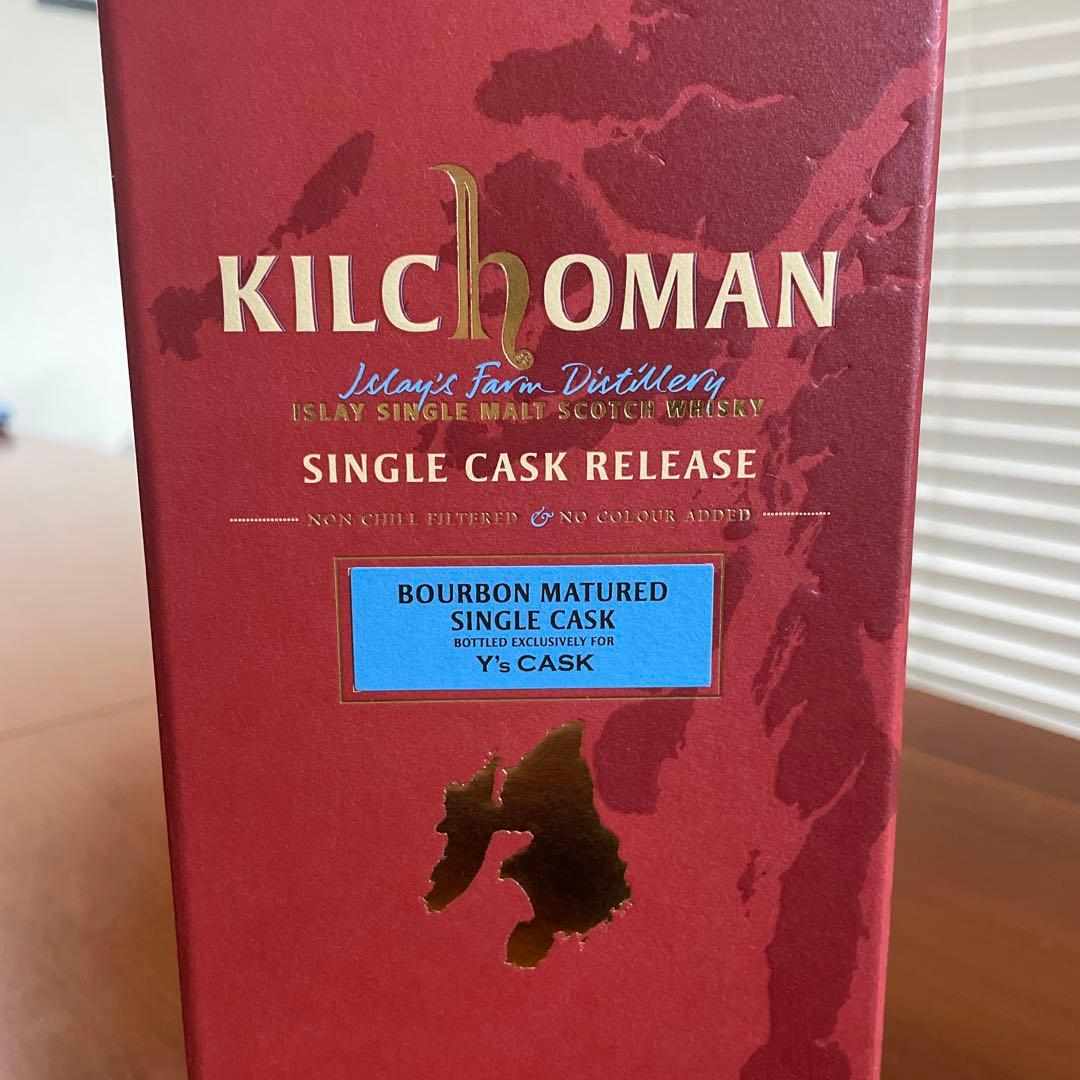 KILCHOMAN
Islay's Farm Distillery
ISLAY SINGLE MALT SCOTCH WHISKY
SINGLE CASK RELEASE
NON CHILL FILTERED & NO COLOUR ADDED
BOURBON MATURED
SINGLE CASK
BOTTLED EXCLUSIVELY FOR
Y's CASK